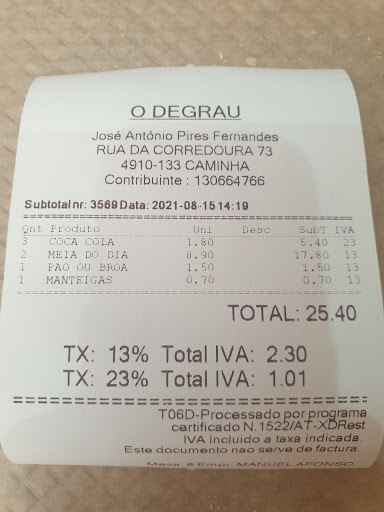 O DEGRAU
José António Pires Fernandes
RUA DA CORREDOURA 73
4910-133 CAMINHA
Contribuinte : 130664766
Subtotal nr: 3569 Data: 2021-08-15 14:19
Qnt Produto Uni Desc SubT IVA
3 COCA COLA 1.80 5.40 23
2 MEIA DO DIA 8.90 17.80 13
1 PAO OU BROA 1.50 1.50 13
1 MANTEIGAS 0.70 0.70 13
TOTAL: 25.40
TX: 13% Total IVA: 2.30
TX: 23% Total IVA: 1.01
T06D-Processado por programa
certificado N.1522/AT-XDRest
IVA Incluido a taxa indicada.
Este documento nao serve de factura
Mesa. 8 Empr. MANUEL AFONSO